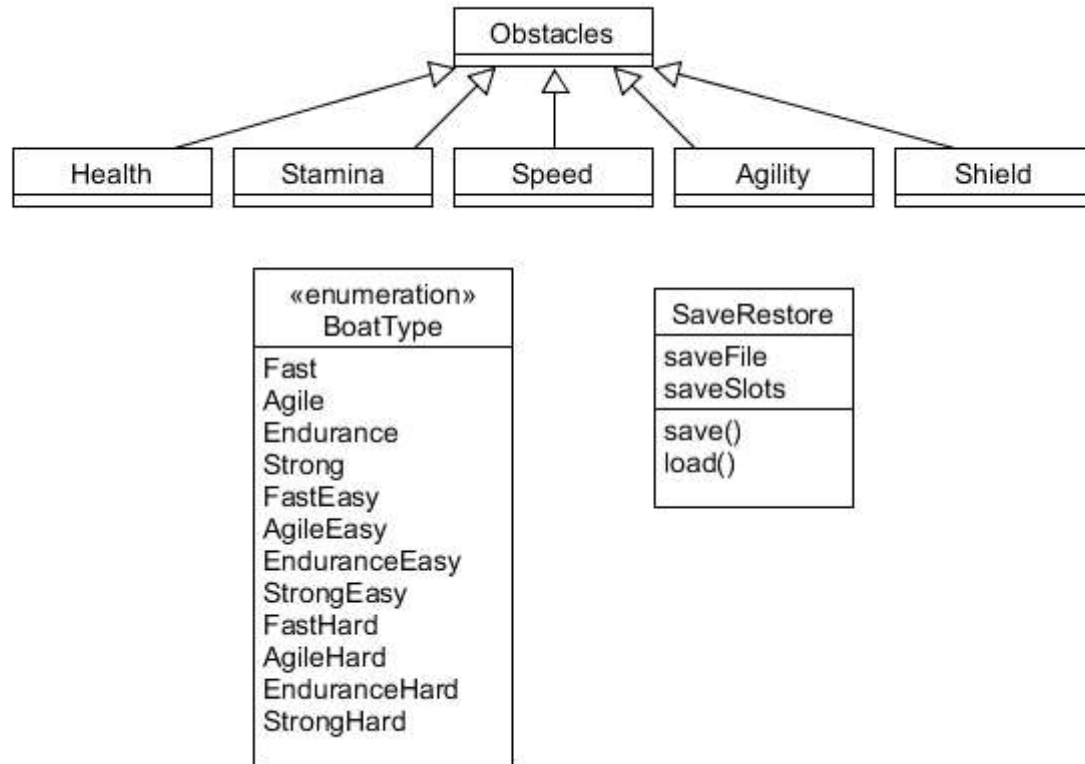 Obstacles
Health
Stamina
Speed
Agility
Shield
«enumeration»
BoatType
Fast
Agile
Endurance
Strong
FastEasy
AgileEasy
EnduranceEasy
StrongEasy
FastHard
AgileHard
EnduranceHard
StrongHard
SaveRestore
saveFile
saveSlots
save()
load()